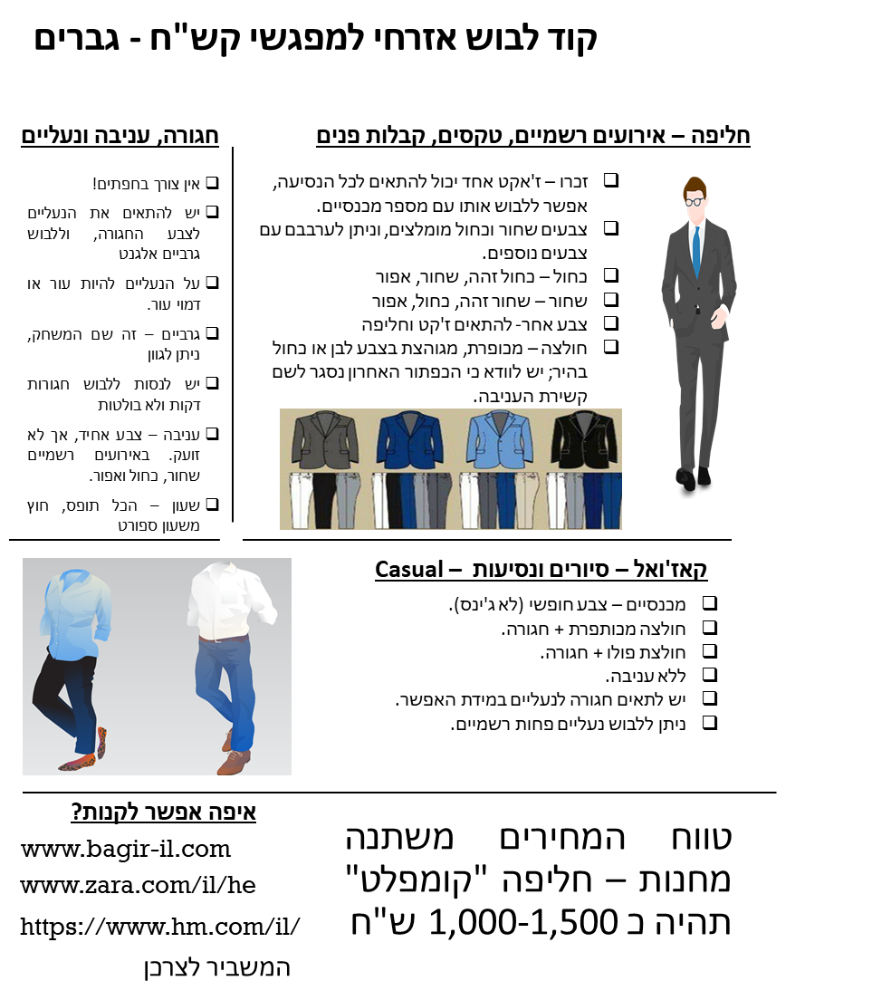 קוד לבוש אזרחי למפגשי קש"ח - גברים
חליפה – אירועים רשמיים, טקסים, קבלות פנים
זכרו – ז'אקט אחד יכול להתאים לכל הנסיעה,
אפשר ללבוש אותו עם מספר מכנסיים.
צבעים שחור וכחול מומלצים, וניתן לערבבם עם
צבעים נוספים.
כחול – כחול זהה, שחור, אפור
שחור – שחור זהה, כחול, אפור
צבע אחר- להתאים ז'קט וחליפה
חולצה – מכופרת, מגוהצת בצבע לבן או כחול
בהיר; יש לוודא כי הכפתור האחרון נסגר לשם
קשירת העניבה.
חגורה, עניבה ונעליים
אין צורך בחפתים!
יש להתאים את הנעליים
לצבע החגורה, וללבוש
גרביים אלגנט
על הנעליים להיות עור או
דמוי עור.
גרביים – זה שם המשחק,
ניתן לגוון
יש לנסות ללבוש חגורות
דקות ולא בולטות
עניבה – צבע אחיד, אך לא
זועק. באירועים רשמיים
שחור, כחול ואפור.
שעון – הכל תופס, חוץ
משעון ספורט
קאז'ואל – סיורים ונסיעות – Casual
מכנסיים – צבע חופשי (לא ג'ינס).
חולצה מכותפרת + חגורה.
חולצת פולו + חגורה.
ללא עניבה.
יש לתאים חגורה לנעליים במידת האפשר.
ניתן ללבוש נעליים פחות רשמיים.
טווח המחירים משתנה
מחנות – חליפה "קומפלט"
תהיה כ 1,000-1,500 ש"ח
איפה אפשר לקנות?
www.bagir-il.com
www.zara.com/il/he
https://www.hm.com/il/
המשביר לצרכן